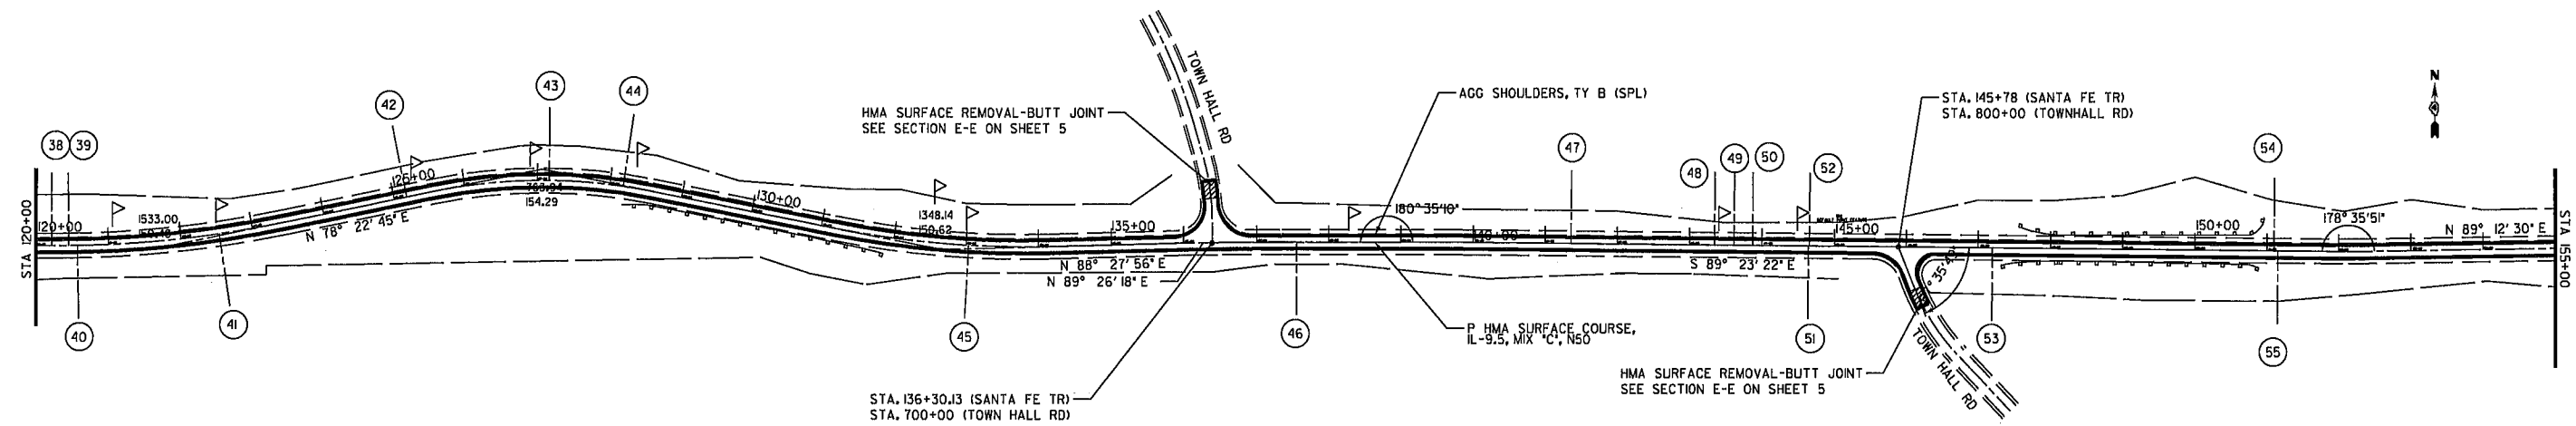 TOWN HALL RD
N
HMA SURFACE REMOVAL-BUTT JOINT
SEE SECTION E-E ON SHEET 5
AGG SHOULDERS, TY B (SPL)
STA. 145+78 (SANTA FE TR)
STA. 800+00 (TOWNHALL RD)
38
39
42
43
44
47
48
49
50
52
54
STA 120+00
120+00
1533.00
N 78° 22' 45" E
126+00
154.29
130+00
1348.14
150.62
135+00
180° 35'10"
145+00
150+00
178° 35'51"
N 89° 12' 30" E
STA 155+00
N 88° 27' 56" E
N 89° 26' 18" E
S 89° 23' 22" E
40
41
45
46
51
53
55
P HMA SURFACE COURSE,
IL-9.5, MIX "C", N50
STA. 136+30.13 (SANTA FE TR)
STA. 700+00 (TOWN HALL RD)
HMA SURFACE REMOVAL-BUTT JOINT
SEE SECTION E-E ON SHEET 5
TOWN HALL RD